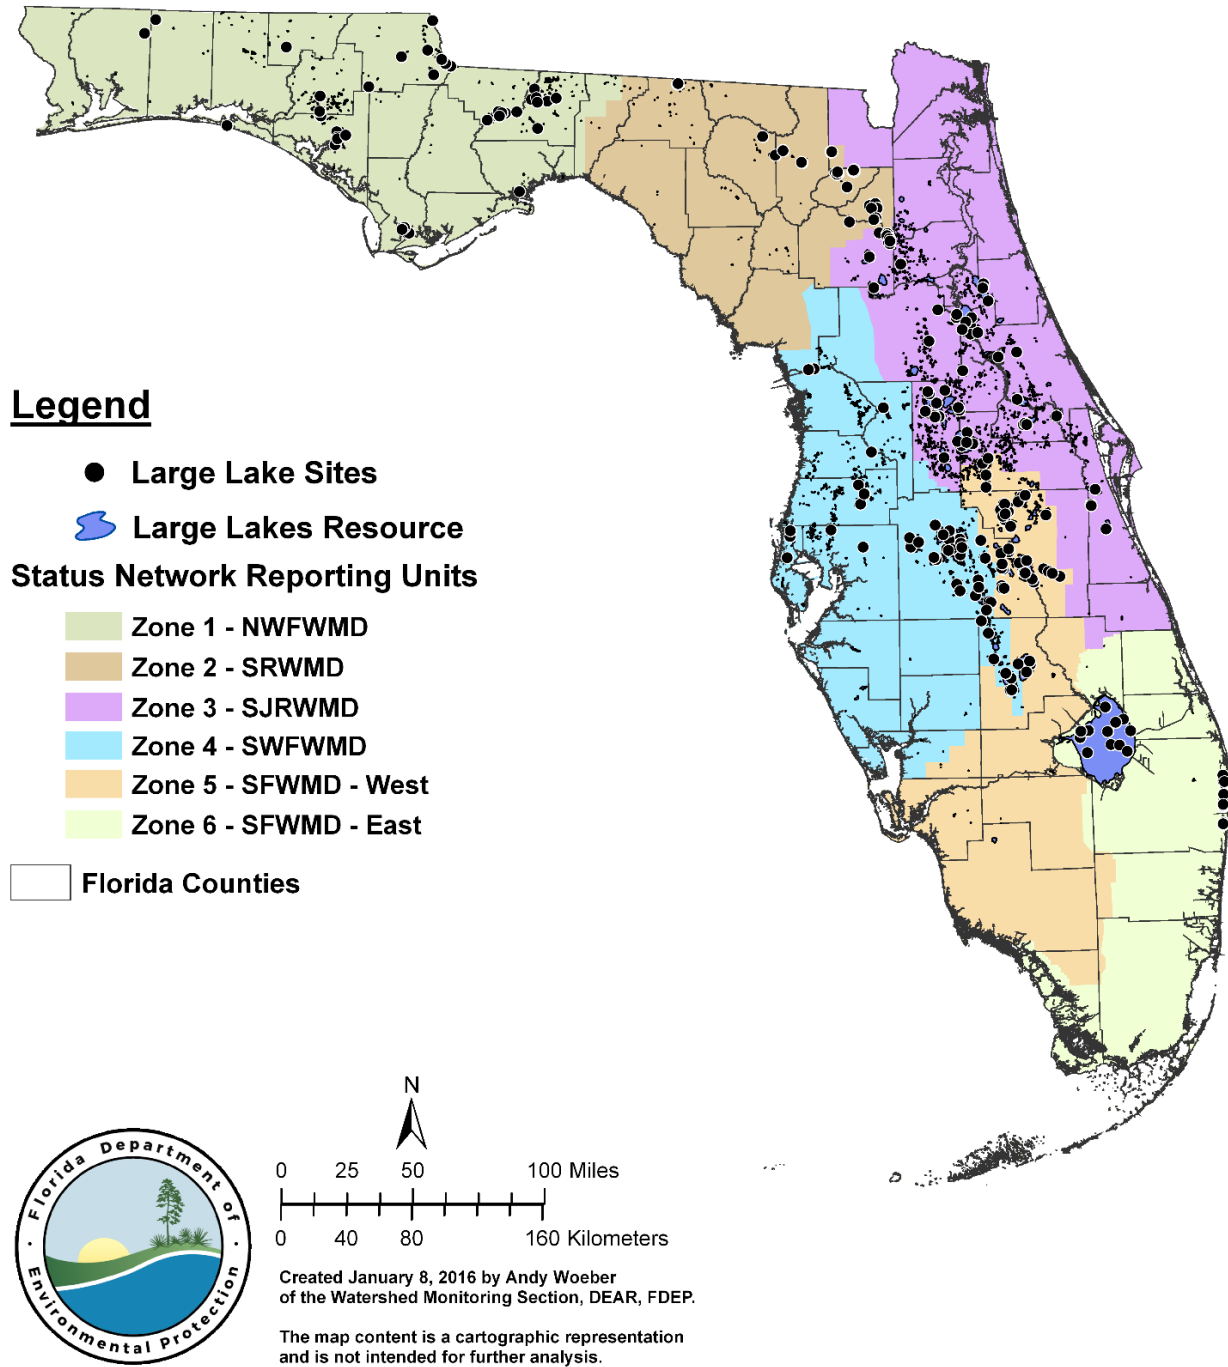 Legend
Large Lake Sites
Large Lakes Resource
Status Network Reporting Units
Zone 1 - NWFWMD
Zone 2 - SRWMD
Zone 3 - SJRWMD
Zone 4 - SWFWMD
Zone 5 - SFWMD - West
Zone 6 - SFWMD - East
Florida Counties
N
0 25 50 100 Miles
0 40 80 160 Kilometers
Florida Department of
Environmental Protection
Created January 8, 2016 by Andy Woeber
of the Watershed Monitoring Section, DEAR, FDEP.
The map content is a cartographic representation
and is not intended for further analysis.